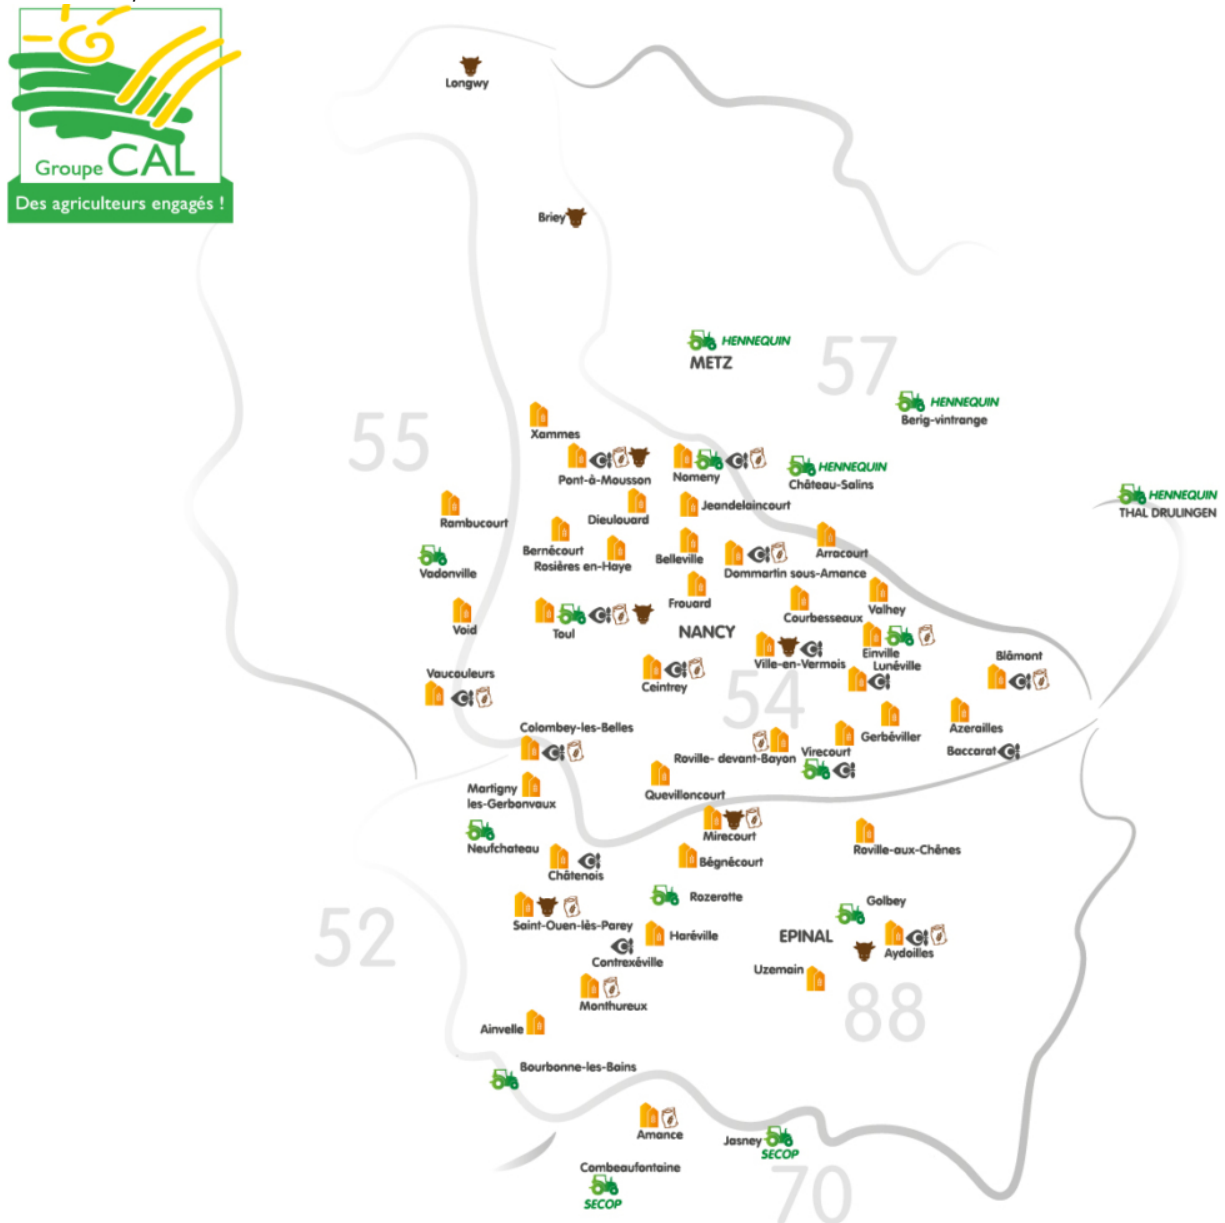 Groupe CAL
Des agriculteurs engagés !
Longwy
Briey
HENNEQUIN
METZ
57
HENNEQUIN
Berig-vintrange
55
Xammes
Pont-à-Mousson
Nomeny
HENNEQUIN
Château-Salins
HENNEQUIN
THAL DRULINGEN
Rambucourt
Dieulouard
Jeandelaincourt
Bernécourt
Rosières en-Haye
Belleville
Arracourt
Dommartin sous-Amance
Vadonville
Frouard
Courbesseaux
Valhey
Void
Toul
NANCY
Einville
Ville-en-Vermois
Lunéville
Blâmont
Vaucouleurs
Ceintrey
54
Colombey-les-Belles
Azerailles
Gerbéviller
Baccarat
Roville- devant-Bayon
Virecourt
Martigny
les-Gerbonvaux
Quevilloncourt
Neufchateau
Mirecourt
Roville-aux-Chênes
Châtenois
Bégnécourt
Rozerotte
Golbey
52
Saint-Ouen-lès-Parey
Haréville
EPINAL
Aydoilles
Contrexéville
Uzemain
Monthureux
88
Ainvelle
Bourbonne-les-Bains
Amance
Jasney
SECOP
Combeaufontaine
SECOP
70